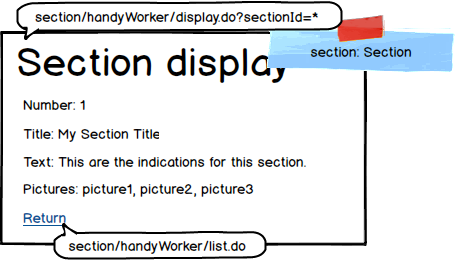 section/handyWorker/display.do?sectionId=*
section: Section
Section display
Number: 1
Title: My Section Title
Text: This are the indications for this section.
Pictures: picture1, picture2, picture3
Return
section/handyWorker/list.do